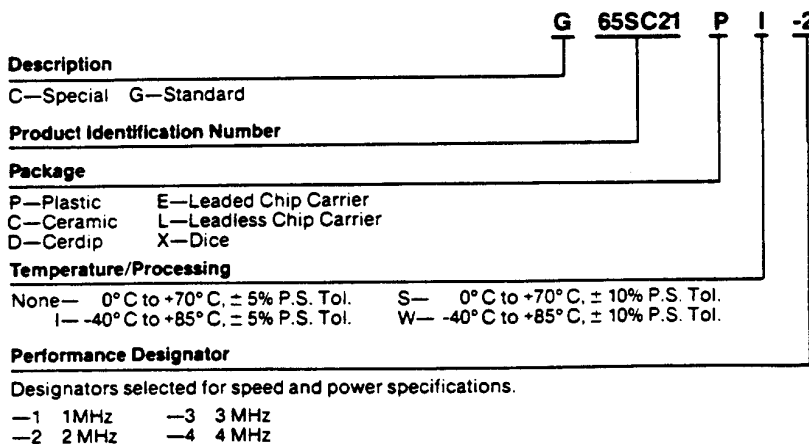 G 65SC21 P I -2
Description
C—Special G—Standard
Product Identification Number
Package
P—Plastic E—Leaded Chip Carrier
C—Ceramic L—Leadless Chip Carrier
D—Cerdip X—Dice
Temperature/Processing
None— 0°C to +70°C, ± 5% P.S. Tol. S— 0°C to +70°C, ± 10% P.S. Tol.
I— -40°C to +85°C, ± 5% P.S. Tol. W— -40°C to +85°C, ± 10% P.S. Tol.
Performance Designator
Designators selected for speed and power specifications.
—1 1MHz —3 3 MHz
—2 2 MHz —4 4 MHz